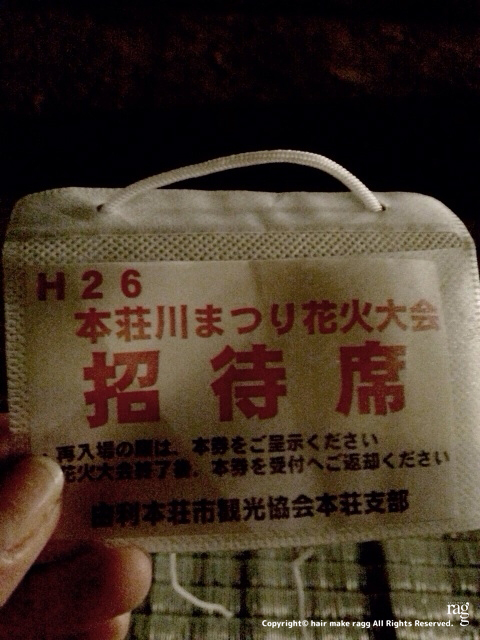 H26
本荘川まつり花火大会
招待席
再入場の際は、本券をご呈示ください
花火大会終了後、本券を受付へご返却ください
由利本荘市観光協会本荘支部
ragg
Copyright© hair make ragg All Rights Reserved.